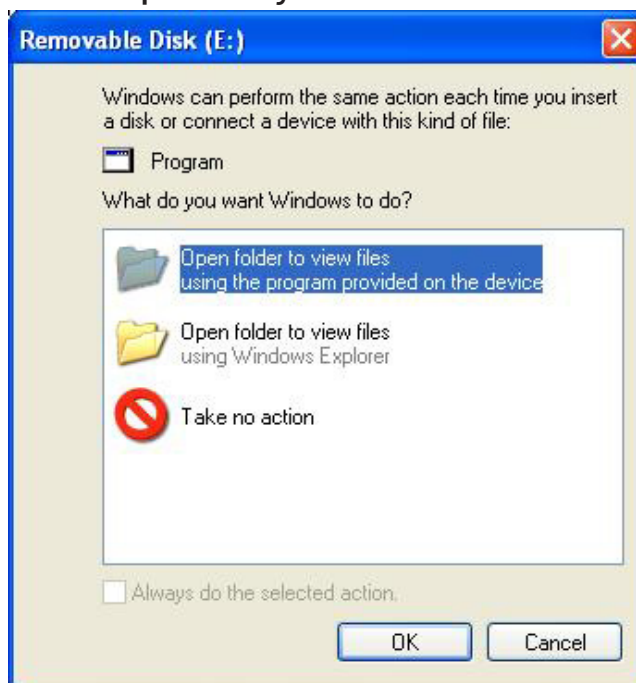 Removable Disk (E:)
Windows can perform the same action each time you insert
a disk or connect a device with this kind of file:
Program
What do you want Windows to do?
Open folder to view files
using the program provided on the device
Open folder to view files
using Windows Explorer
Take no action
Always do the selected action.
OK
Cancel